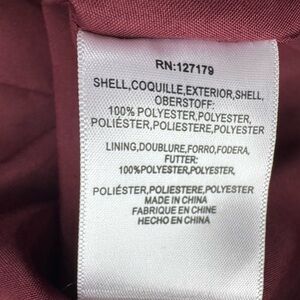 RN:127179
SHELL,COQUILLE,EXTERIOR,SHELL,
OBERSTOFF:
100% POLYESTER,POLYESTER,
POLIÉSTER,POLIESTERE,POLYESTER
LINING,DOUBLURE,FORRO,FODERA,
FUTTER:
100%POLYESTER,POLYESTER,
POLIÉSTER,POLIESTERE,POLYESTER
MADE IN CHINA
FABRIQUE EN CHINE
HECHO EN CHINA